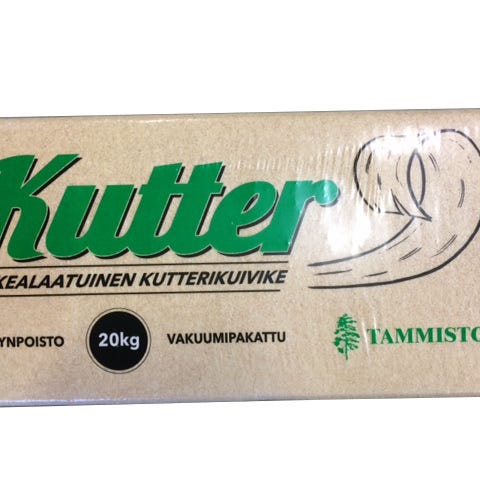 Kutter
KEALAATUINEN KUTTERIKUIVIKE
YNPOISTO 20kg VAKUUMIPAKATTU TAMMISTO